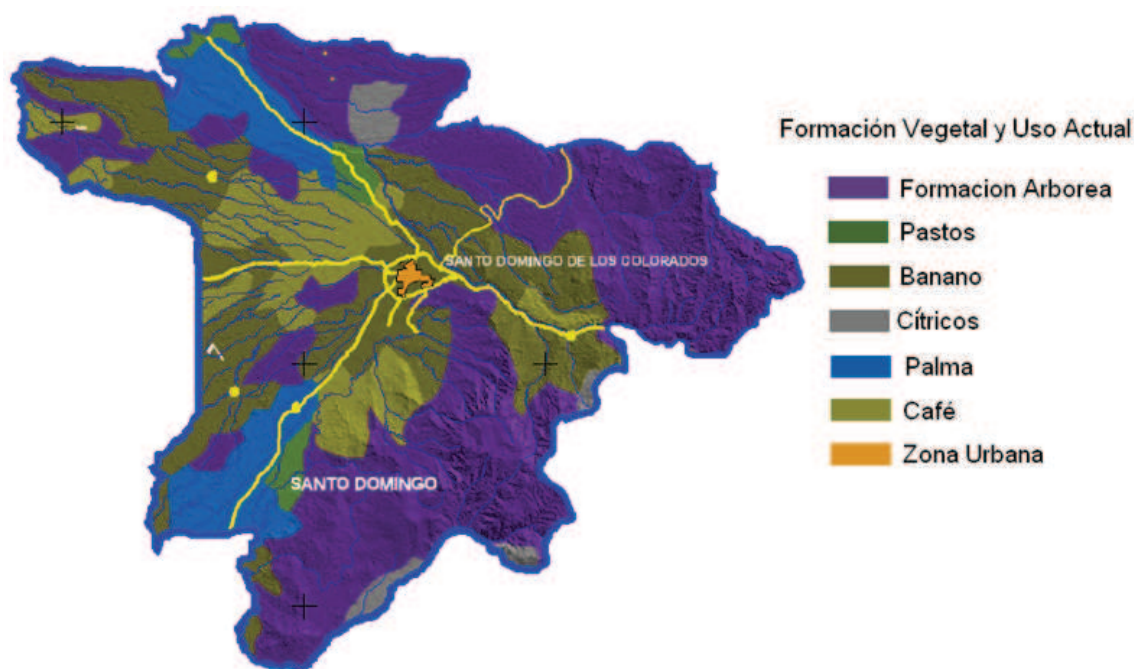 Formación Vegetal y Uso Actual
Formacion Arborea
Pastos
Banano
Cítricos
Palma
Café
Zona Urbana
SANTO DOMINGO DE LOS COLORADOS
SANTO DOMINGO